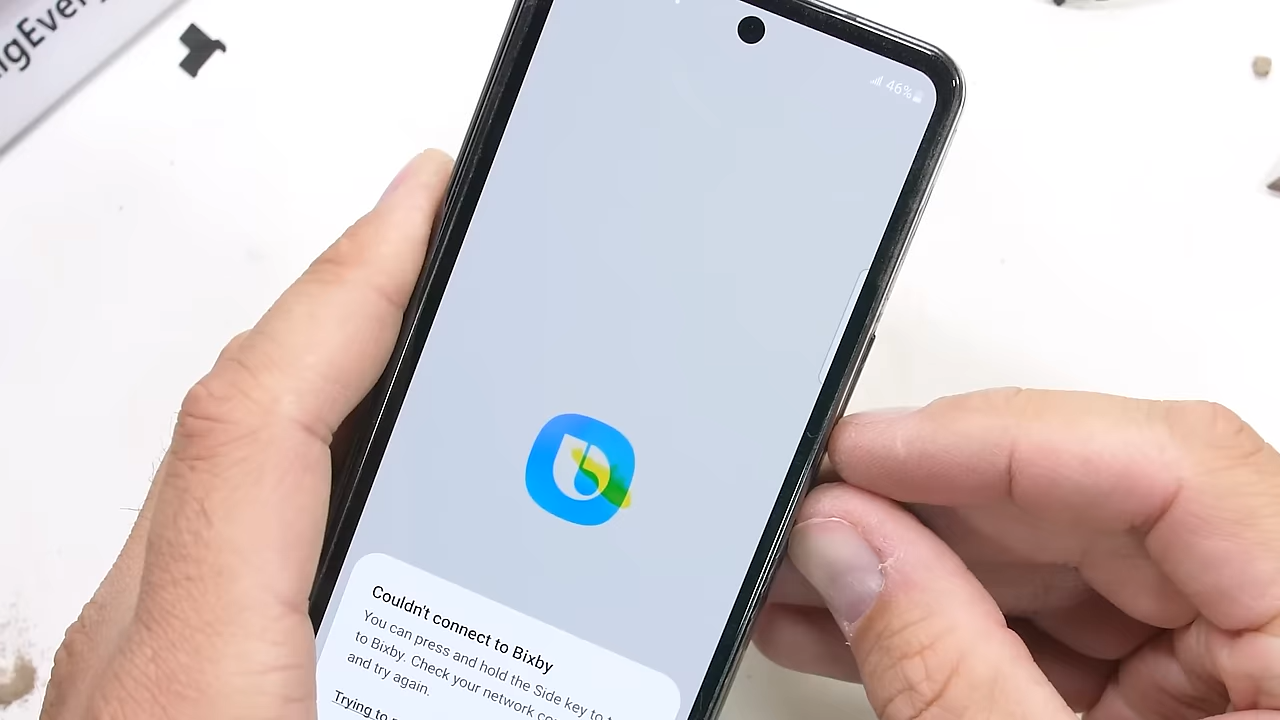 46%
Couldn't connect to Bixby
You can press and hold the Side key to
to Bixby. Check your network
and try again.
Trying to